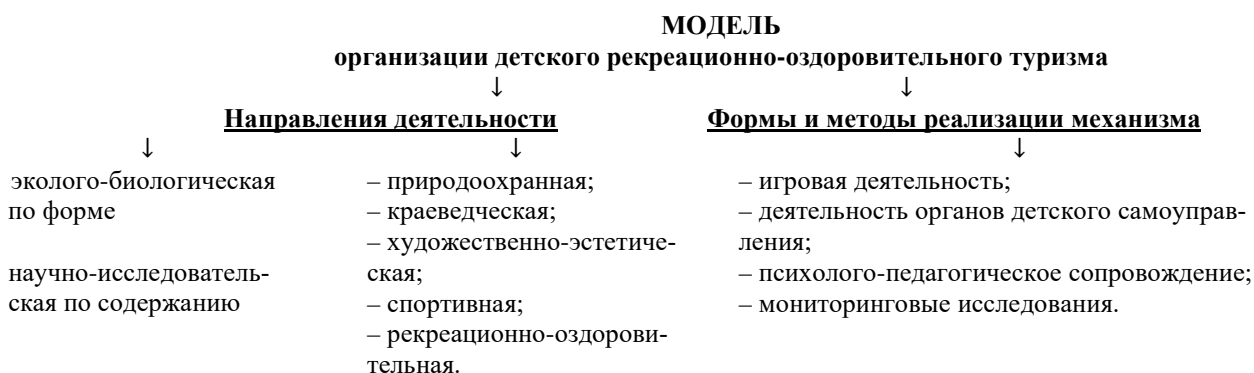 МОДЕЛЬ
организации детского рекреационно-оздоровительного туризма
↓ ↓
Направления деятельности Формы и методы реализации механизма
↓ ↓ ↓
эколого-биологическая
по форме
научно-исследователь-
ская по содержанию
– природоохранная;
– краеведческая;
– художественно-эстетиче-
ская;
– спортивная;
– рекреационно-оздорови-
тельная.
– игровая деятельность;
– деятельность органов детского самоуправ-
ления;
– психолого-педагогическое сопровождение;
– мониторинговые исследования.